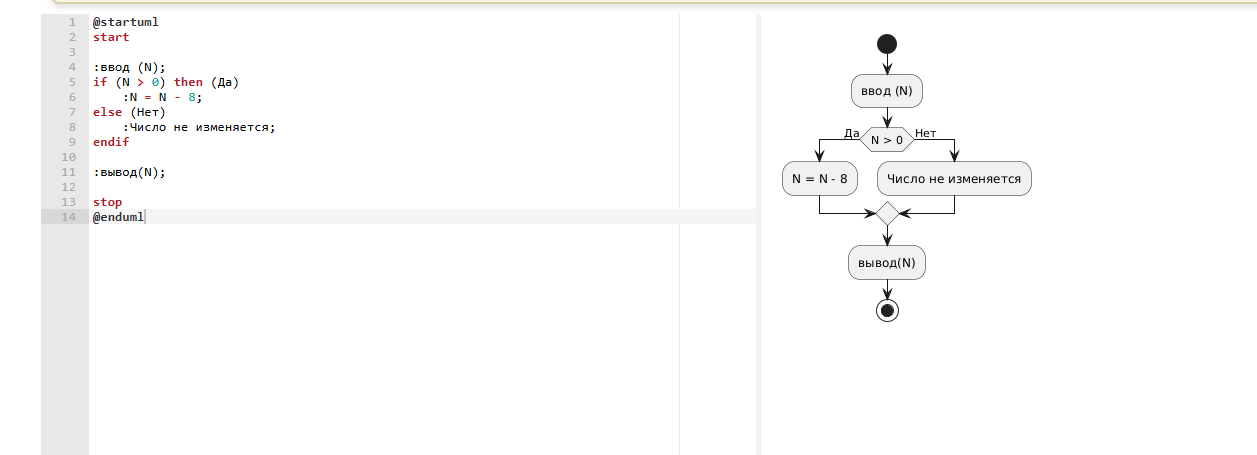 1 @startuml
2 start
3
4 :ввод (N);
5 if (N > 0) then (Да)
6     :N = N - 8;
7 else (Нет)
8     :Число не изменяется;
9 endif
10
11 :вывод(N);
12
13 stop
14 @enduml
ввод (N)
Да N > 0 Нет
N = N - 8 Число не изменяется
вывод(N)